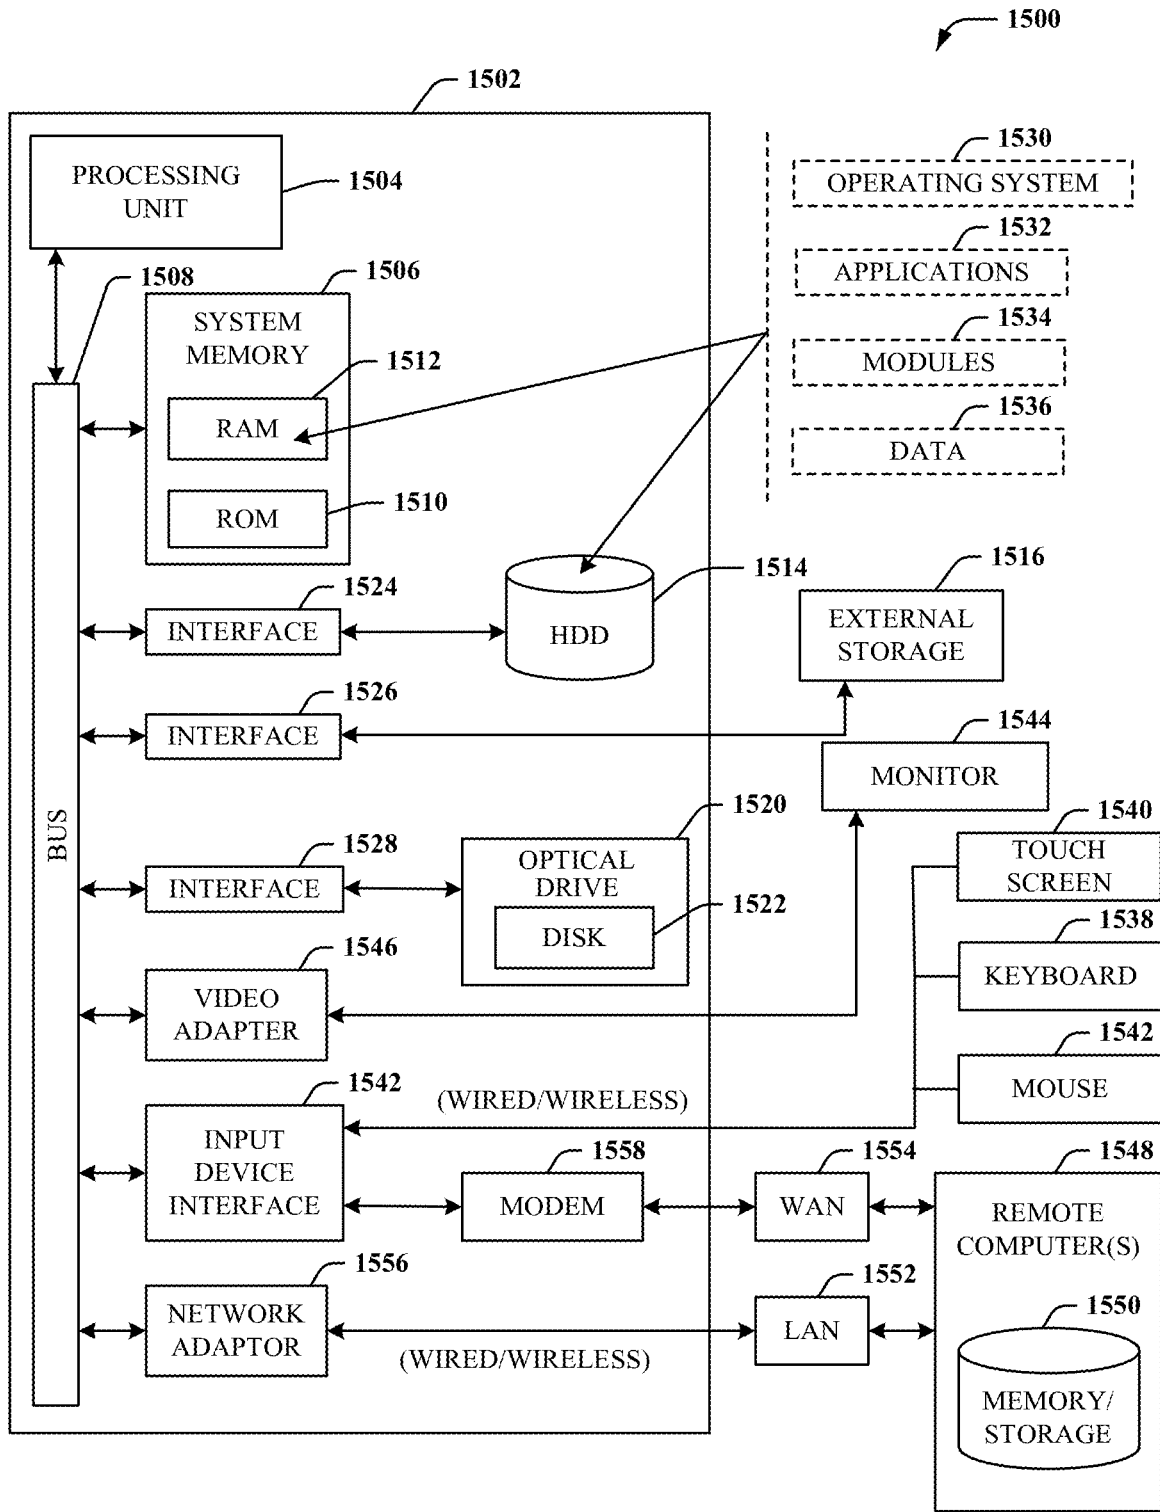 1500
1502
PROCESSING
UNIT
1504
1530
OPERATING SYSTEM
1532
APPLICATIONS
1534
MODULES
1536
DATA
1508
1506
SYSTEM
MEMORY
1512
RAM
1510
ROM
1524
INTERFACE
1514
HDD
1516
EXTERNAL
STORAGE
1526
INTERFACE
1544
MONITOR
BUS
1528
INTERFACE
1520
OPTICAL
DRIVE
1522
DISK
1540
TOUCH
SCREEN
1538
KEYBOARD
1542
MOUSE
1546
VIDEO
ADAPTER
1542
INPUT
DEVICE
INTERFACE
(WIRED/WIRELESS)
1558
MODEM
1554
WAN
1548
REMOTE
COMPUTER(S)
1556
NETWORK
ADAPTOR
(WIRED/WIRELESS)
1552
LAN
1550
MEMORY/
STORAGE